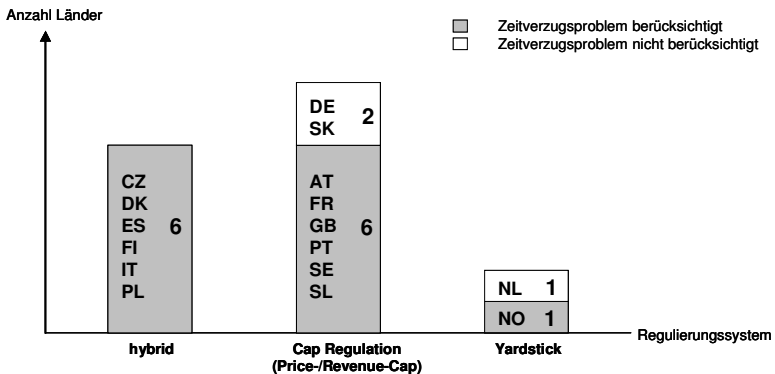 Anzahl Länder
Zeitverzugsproblem berücksichtigt
Zeitverzugsproblem nicht berücksichtigt
CZ
DK
ES 6
FI
IT
PL
DE
SK
2
AT
FR
GB 6
PT
SE
SL
NL 1
NO 1
Regulierungssystem
hybrid
Cap Regulation
(Price-/Revenue-Cap)
Yardstick